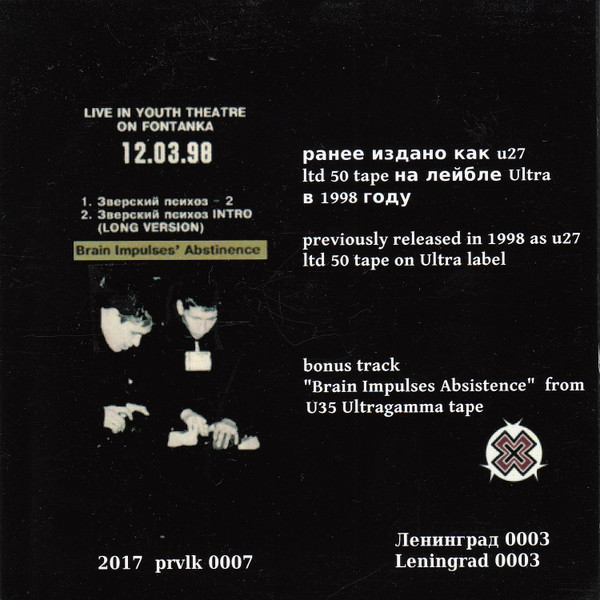 LIVE IN YOUTH THEATRE
ON FONTANKA
12.03.98
1. Зверский психоз - 2
2. Зверский психоз INTRO
(LONG VERSION)
Brain Impulses' Abstinence
ранее издано как u27
ltd 50 tape на лейбле Ultra
в 1998 году
previously released in 1998 as u27
ltd 50 tape on Ultra label
bonus track
"Brain Impulses Absistence" from
U35 Ultragamma tape
2017 prvlk 0007
Ленинград 0003
Leningrad 0003